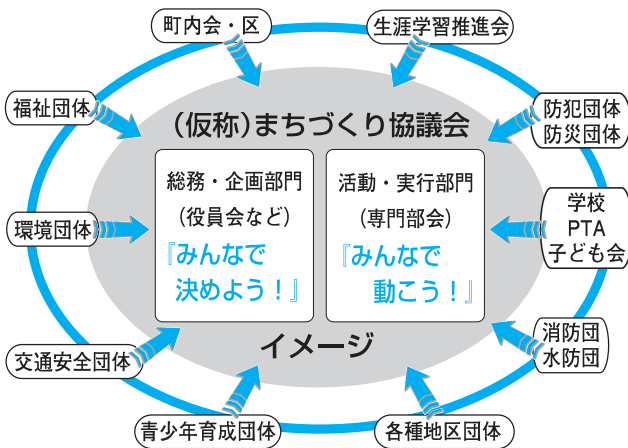 町内会・区
生涯学習推進会
福祉団体
防犯団体
防災団体
(仮称)まちづくり協議会
総務・企画部門
(役員会など)
『みんなで
決めよう!』
活動・実行部門
(専門部会)
『みんなで
動こう!』
環境団体
学校
PTA
子ども会
イメージ
消防団
水防団
交通安全団体
青少年育成団体
各種地区団体